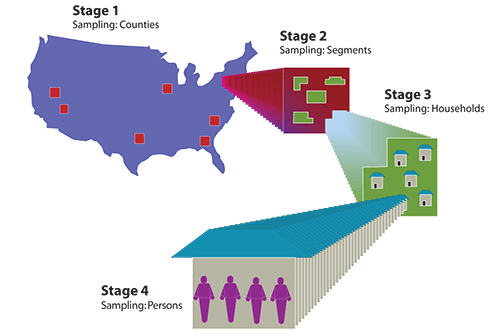 Stage 1
Sampling: Counties
Stage 2
Sampling: Segments
Stage 3
Sampling: Households
Stage 4
Sampling: Persons